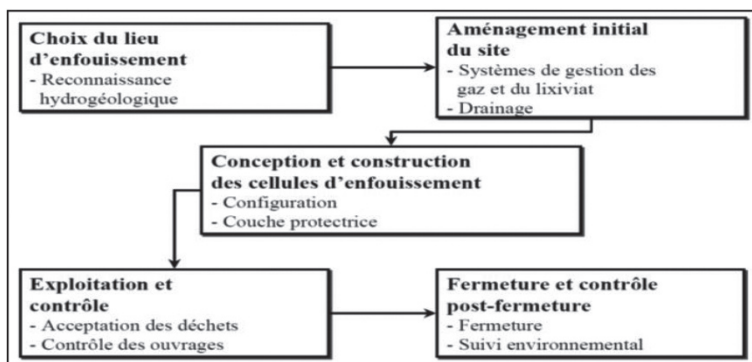 Choix du lieu
d'enfouissement
- Reconnaissance
hydrogéologique
Aménagement initial
du site
- Systèmes de gestion des
gaz et du lixiviat
- Drainage
Conception et construction
des cellules d'enfouissement
- Configuration
- Couche protectrice
Exploitation et
contrôle
- Acceptation des déchets
- Contrôle des ouvrages
Fermeture et contrôle
post-fermeture
- Fermeture
- Suivi environnemental